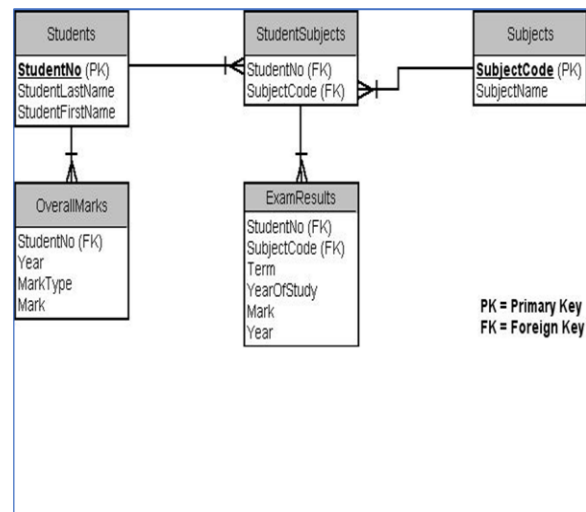 Students
StudentNo (PK)
StudentLastName
StudentFirstName
StudentSubjects
StudentNo (FK)
SubjectCode (FK)
Subjects
SubjectCode (PK)
SubjectName
OverallMarks
StudentNo (FK)
Year
MarkType
Mark
ExamResults
StudentNo (FK)
SubjectCode (FK)
Term
YearOfStudy
Mark
Year
PK = Primary Key
FK = Foreign Key